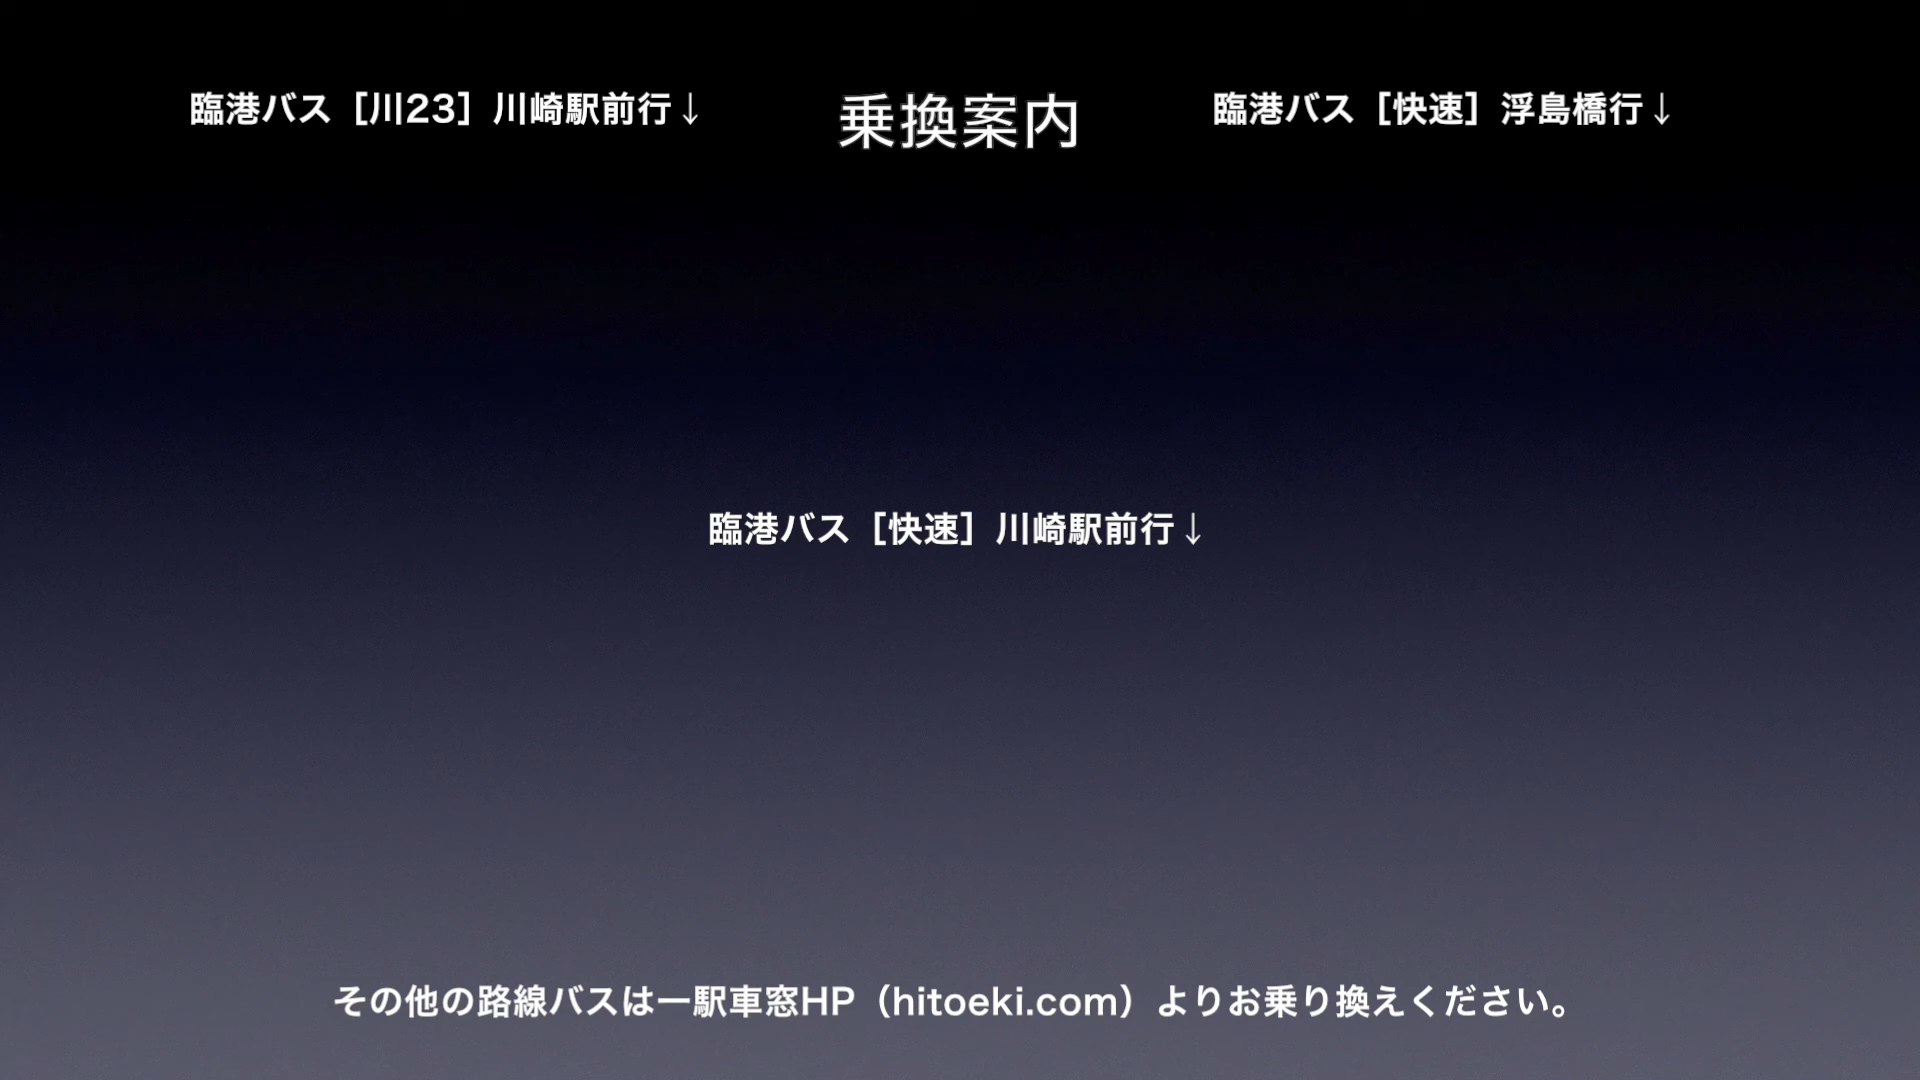 臨港バス［川23］川崎駅前行↓
乗換案内
臨港バス［快速］浮島橋行↓
臨港バス［快速］川崎駅前行↓
その他の路線バスは一駅車窓HP（hitoeki.com）よりお乗り換えください。